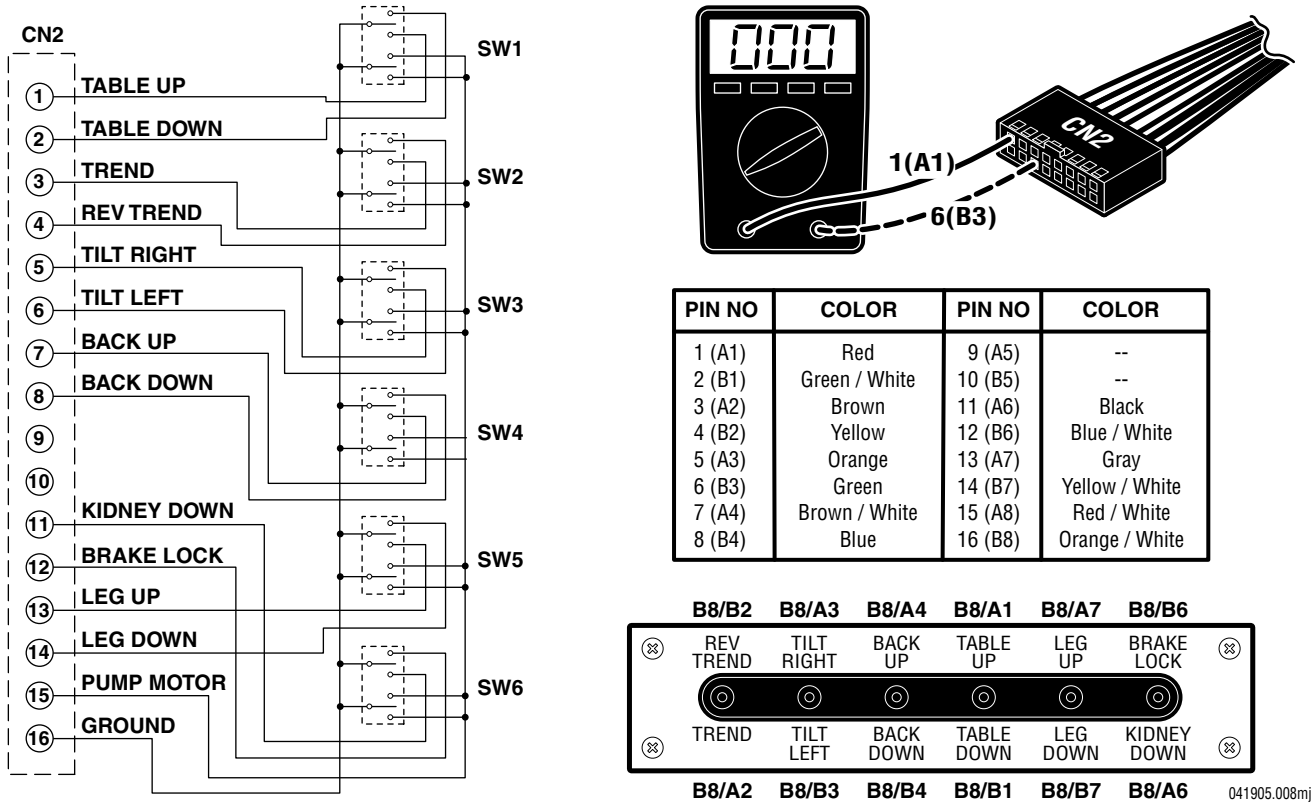 CN2
1 TABLE UP
2 TABLE DOWN
3 TREND
4 REV TREND
5 TILT RIGHT
6 TILT LEFT
7 BACK UP
8 BACK DOWN
9
10
11 KIDNEY DOWN
12 BRAKE LOCK
13 LEG UP
14 LEG DOWN
15 PUMP MOTOR
16 GROUND
SW1
SW2
SW3
SW4
SW5
SW6
000
CN2
1(A1)
6(B3)
PIN NO COLOR PIN NO COLOR
1 (A1) Red 9 (A5) --
2 (B1) Green / White 10 (B5) --
3 (A2) Brown 11 (A6) Black
4 (B2) Yellow 12 (B6) Blue / White
5 (A3) Orange 13 (A7) Gray
6 (B3) Green 14 (B7) Yellow / White
7 (A4) Brown / White 15 (A8) Red / White
8 (B4) Blue 16 (B8) Orange / White
B8/B2 B8/A3 B8/A4 B8/A1 B8/A7 B8/B6
REV TILT BACK TABLE LEG BRAKE
TREND RIGHT UP UP UP LOCK
TREND TILT BACK TABLE LEG KIDNEY
LEFT DOWN DOWN DOWN DOWN
B8/A2 B8/B3 B8/B4 B8/B1 B8/B7 B8/A6
041905.008mj